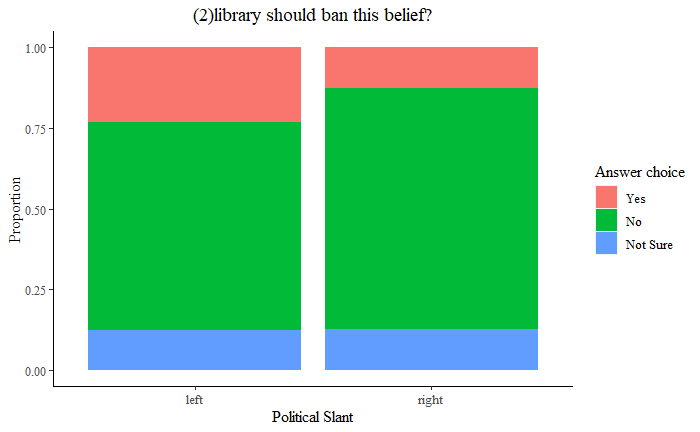 (2)library should ban this belief?
Proportion
1.00
0.75
0.50
0.25
0.00
left
right
Political Slant
Answer choice
Yes
No
Not Sure